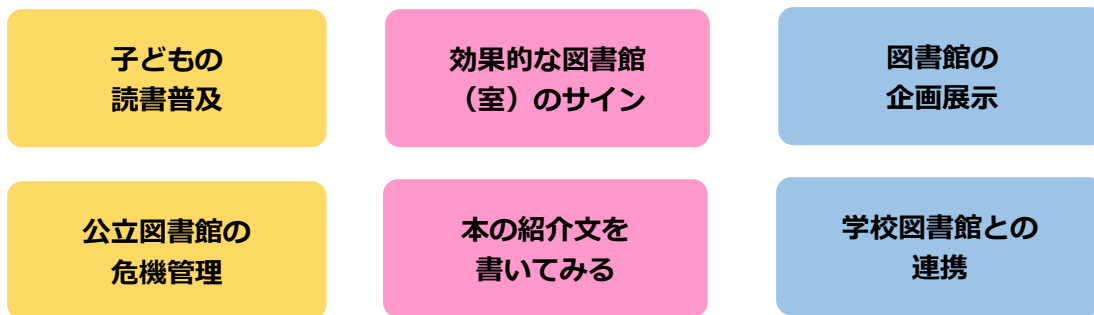 子どもの
読書普及
効果的な図書館
（室）のサイン
図書館の
企画展示
公立図書館の
危機管理
本の紹介文を
書いてみる
学校図書館との
連携